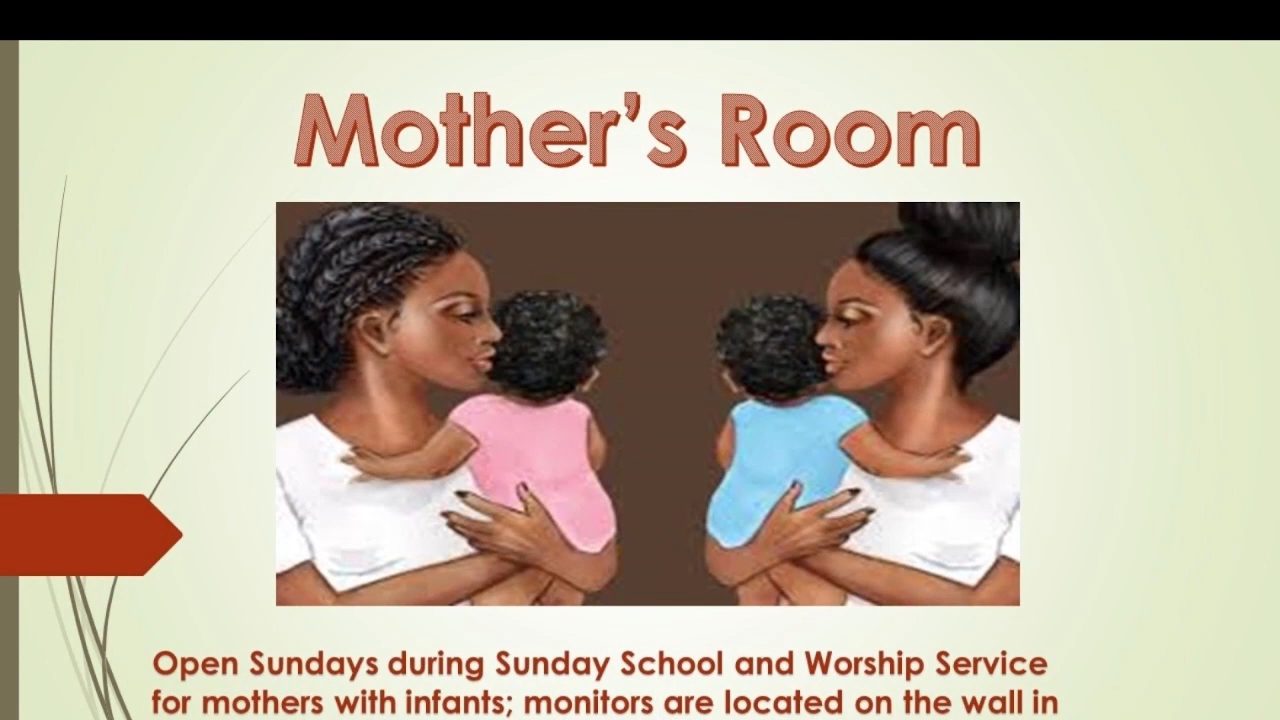 Mother’s Room
Open Sundays during Sunday School and Worship Service
for mothers with infants; monitors are located on the wall in